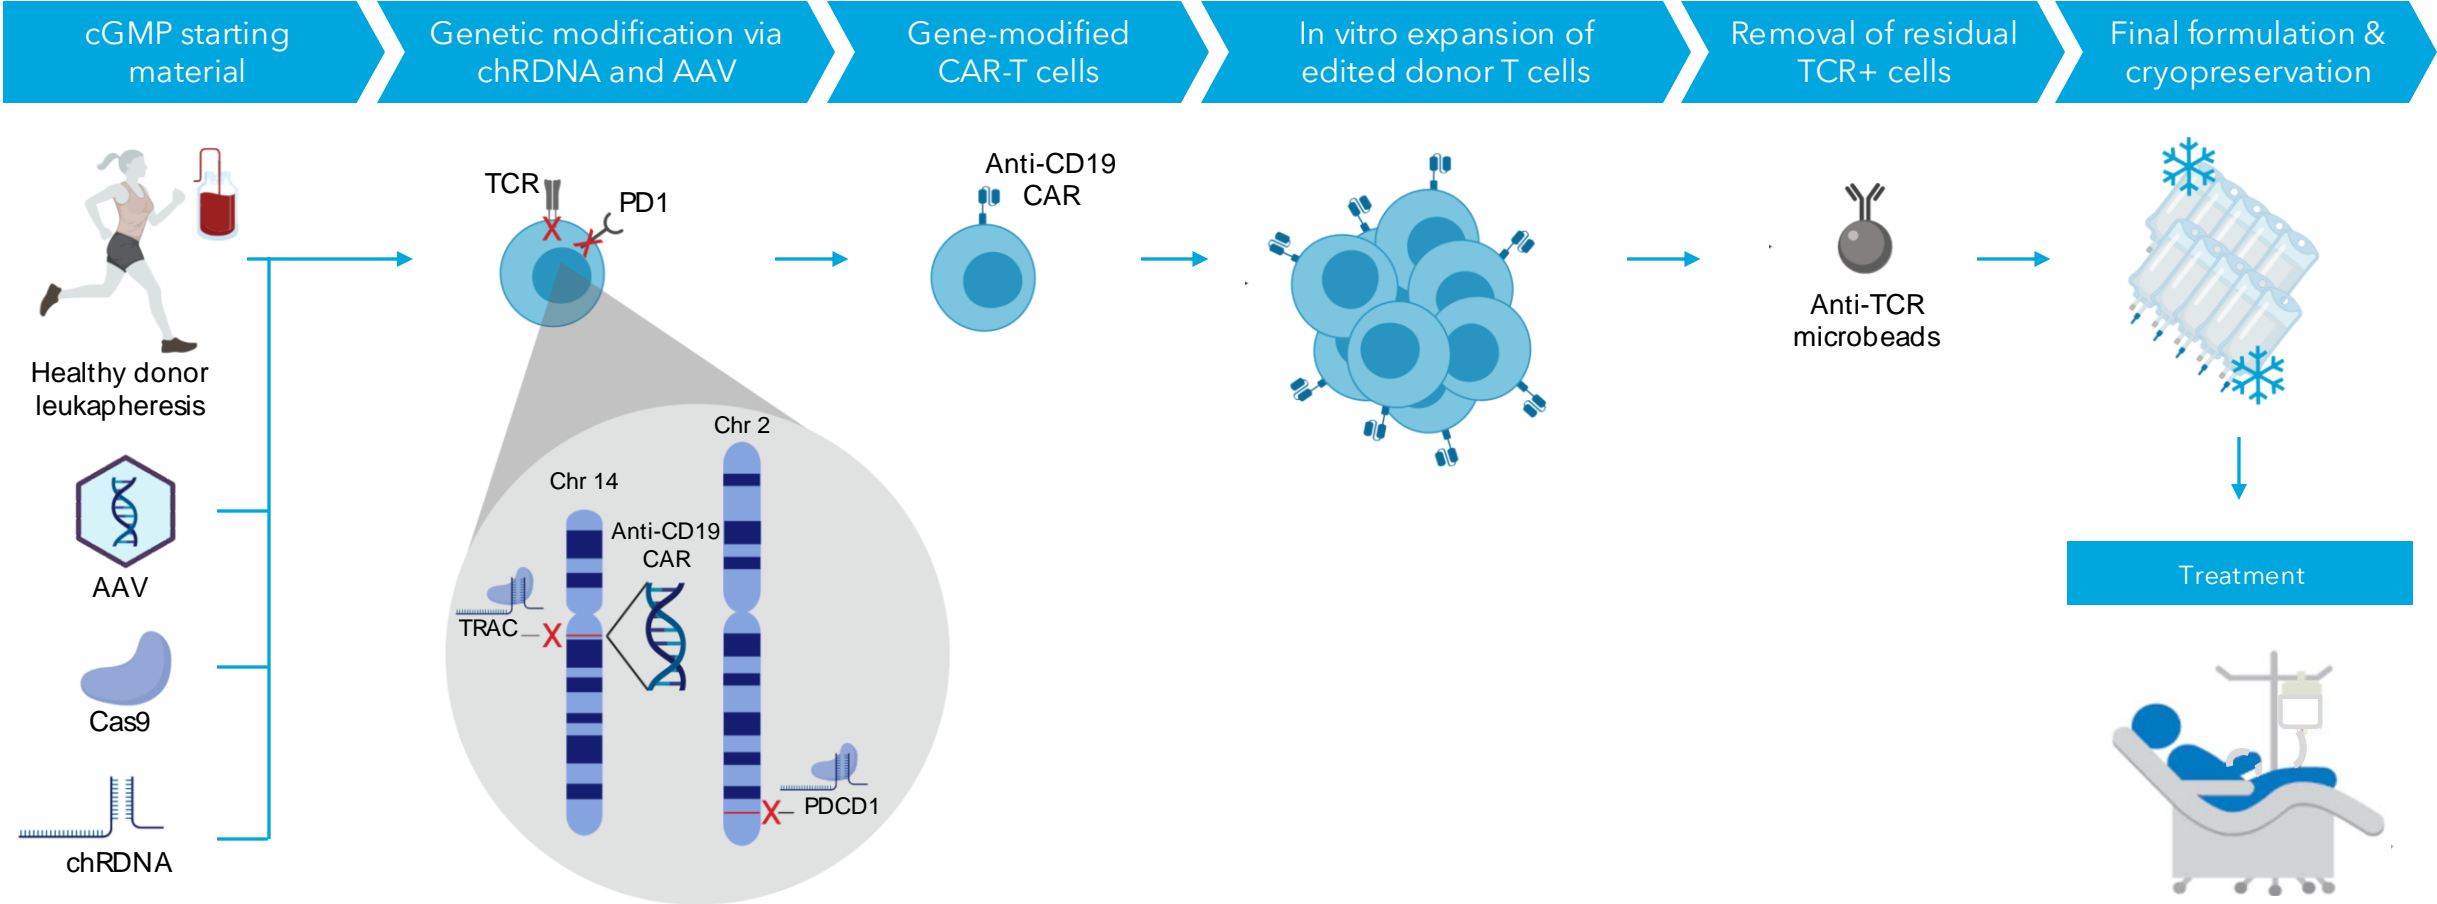 cGMP starting
material
Genetic modification via
chRDNA and AAV
Gene-modified
CAR-T cells
In vitro expansion of
edited donor T cells
Removal of residual
TCR+ cells
Final formulation &
cryopreservation
Healthy donor
leukapheresis
AAV
Cas9
chRDNA
TCR
PD1
Chr 14
Chr 2
Anti-CD19
CAR
TRAC
X
PDCD1
X
Anti-CD19
CAR
Anti-TCR
microbeads
Treatment